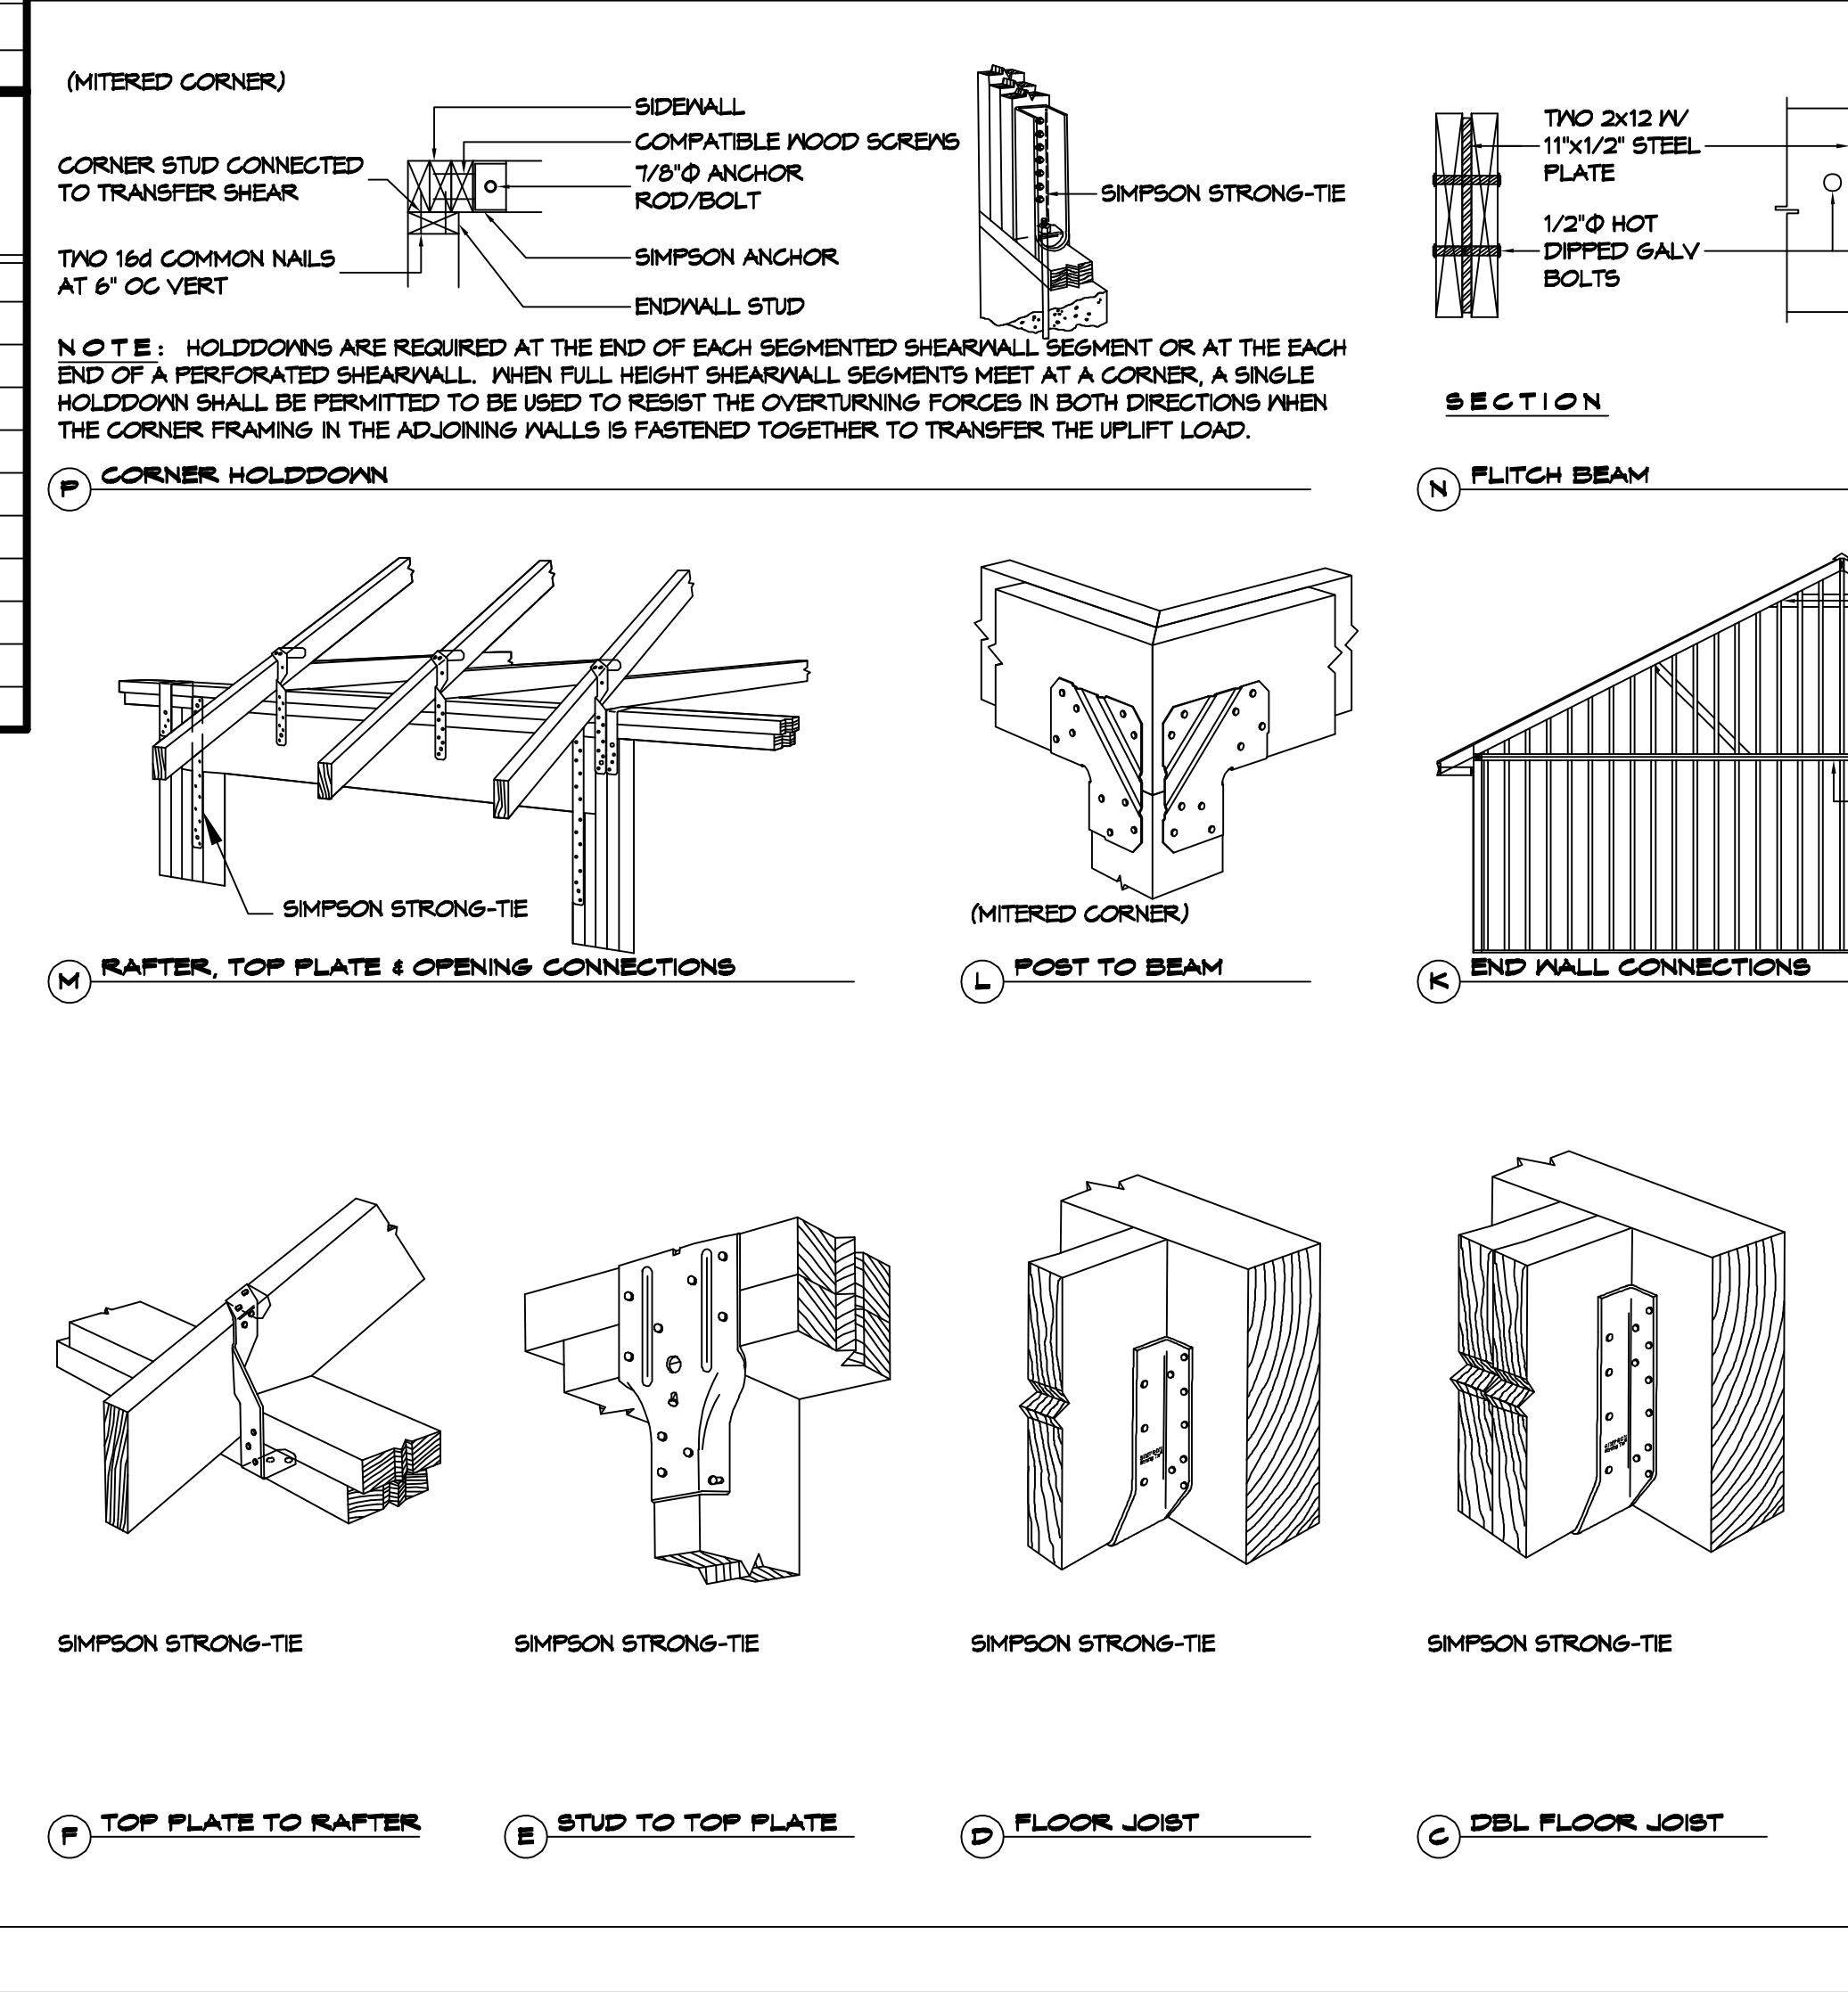 (MITERED CORNER)
SIDEWALL
COMPATIBLE WOOD SCREWS
CORNER STUD CONNECTED
TO TRANSFER SHEAR
7/8"Φ ANCHOR
ROD/BOLT
TWO 16d COMMON NAILS
AT 6" OC VERT
SIMPSON ANCHOR
ENDWALL STUD
SIMPSON STRONG-TIE
NOTE: HOLDDOWNS ARE REQUIRED AT THE END OF EACH SEGMENTED SHEARWALL SEGMENT OR AT THE EACH
END OF A PERFORATED SHEARWALL. WHEN FULL HEIGHT SHEARWALL SEGMENTS MEET AT A CORNER, A SINGLE
HOLDDOWN SHALL BE PERMITTED TO BE USED TO RESIST THE OVERTURNING FORCES IN BOTH DIRECTIONS WHEN
THE CORNER FRAMING IN THE ADJOINING WALLS IS FASTENED TOGETHER TO TRANSFER THE UPLIFT LOAD.
P CORNER HOLDDOWN
TWO 2x12 W/
11"x1/2" STEEL
PLATE
1/2"Φ HOT
DIPPED GALV
BOLTS
SECTION
N FLITCH BEAM
SIMPSON STRONG-TIE
M RAFTER, TOP PLATE & OPENING CONNECTIONS
(MITERED CORNER)
L POST TO BEAM
K END WALL CONNECTIONS
SIMPSON STRONG-TIE
F TOP PLATE TO RAFTER
SIMPSON STRONG-TIE
E STUD TO TOP PLATE
SIMPSON
Strong Tie
SIMPSON STRONG-TIE
D FLOOR JOIST
SIMPSON
Strong Tie
SIMPSON STRONG-TIE
C DBL FLOOR JOIST